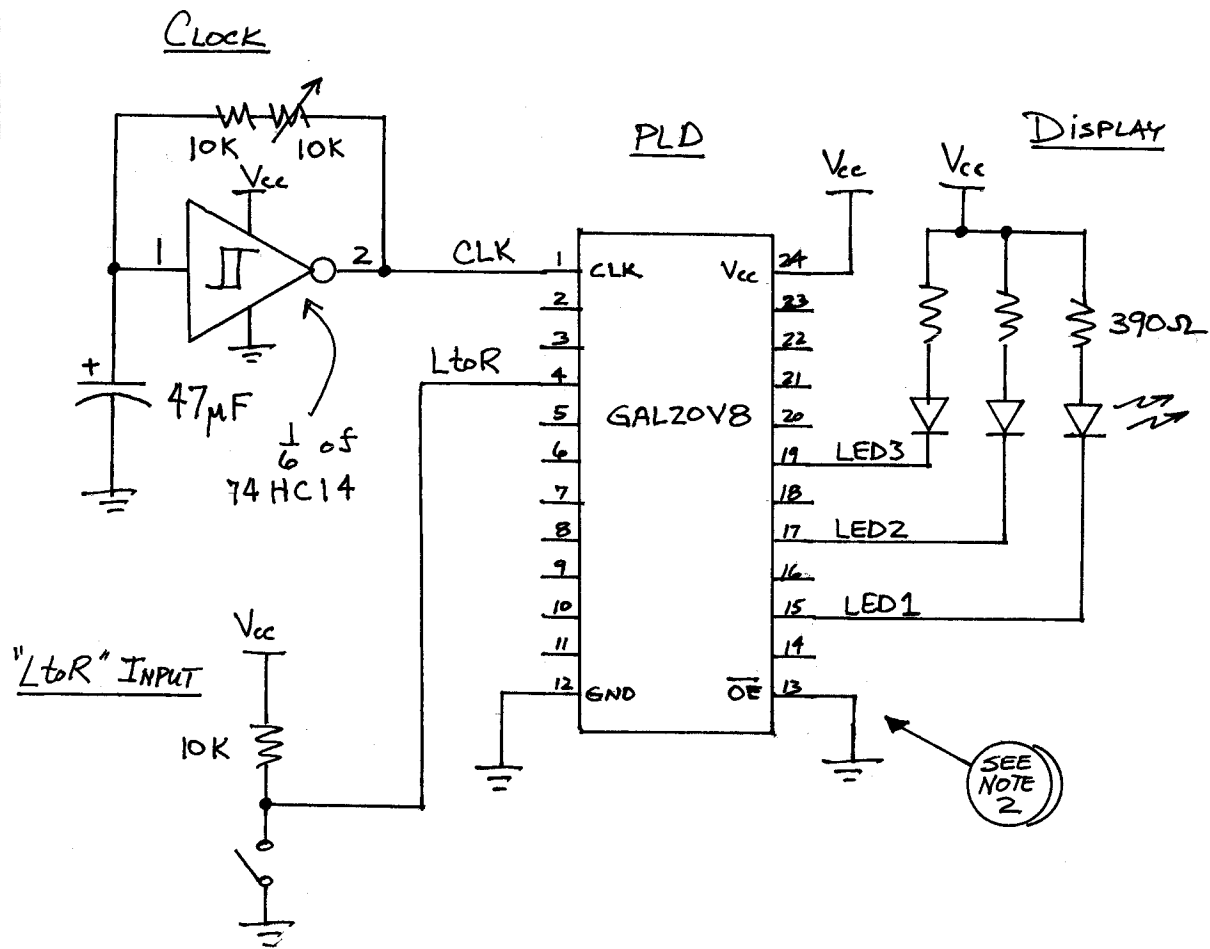 CLOCK
10K 10K
Vcc
1
2
+
47µF
1/6 of
74HC14
CLK
LtoR
"LtoR" INPUT
Vcc
10K
PLD
Vcc
1 CLK Vcc 24
2 23
3 22
4 21
GAL20V8
5 20
6 19
7 18
8 17
9 16
10 15
11 14
12 GND OE 13
LED3
LED2
LED1
DISPLAY
Vcc
390Ω
SEE
NOTE
2